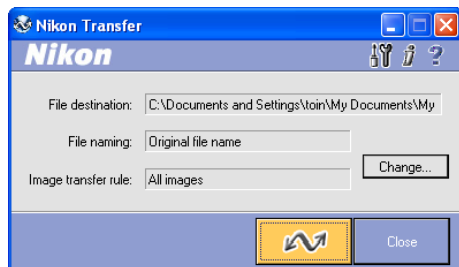 Nikon Transfer
Nikon
File destination: C:\Documents and Settings\toin\My Documents\My
File naming: Original file name
Image transfer rule: All images
Change...
Close